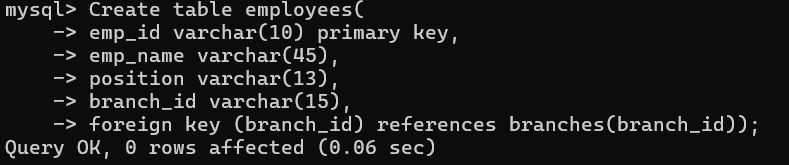 mysql> Create table employees(
    -> emp_id varchar(10) primary key,
    -> emp_name varchar(45),
    -> position varchar(13),
    -> branch_id varchar(15),
    -> foreign key (branch_id) references branches(branch_id));
Query OK, 0 rows affected (0.06 sec)